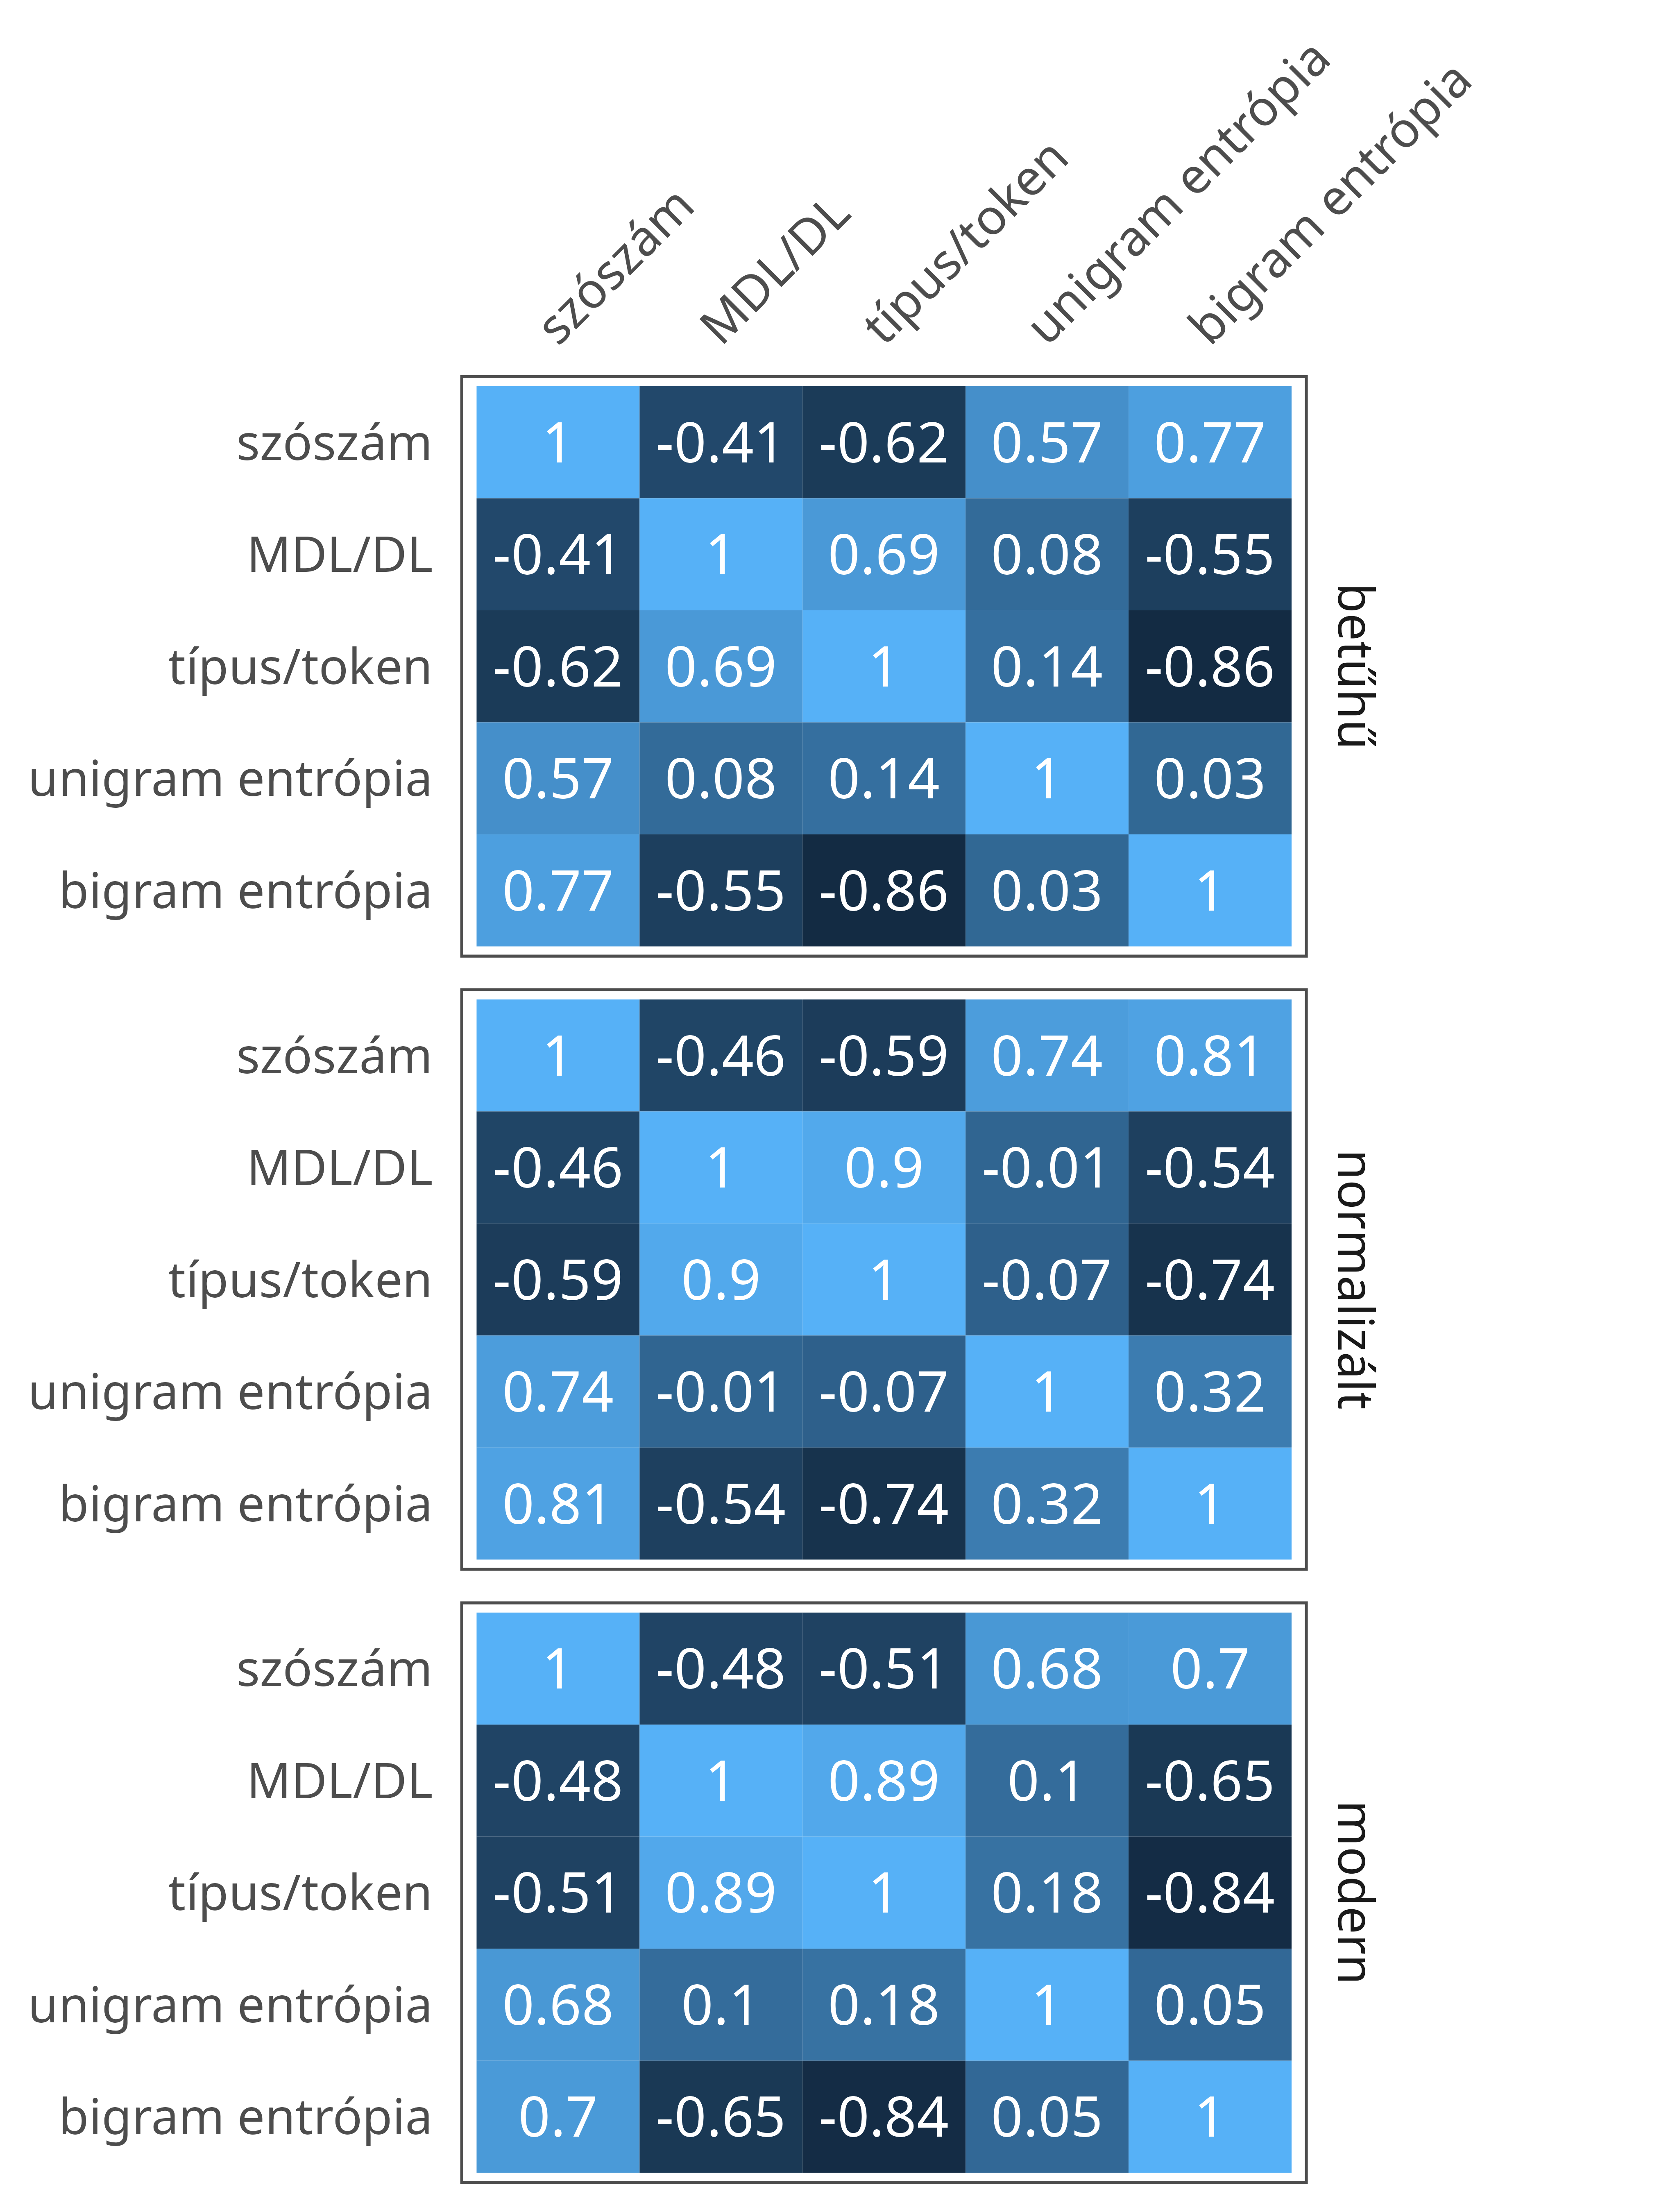 szószám MDL/DL típus/token unigram entrópia bigram entrópia
szószám 1 -0.41 -0.62 0.57 0.77
MDL/DL -0.41 1 0.69 0.08 -0.55
típus/token -0.62 0.69 1 0.14 -0.86
unigram entrópia 0.57 0.08 0.14 1 0.03
bigram entrópia 0.77 -0.55 -0.86 0.03 1
betűhű
szószám 1 -0.46 -0.59 0.74 0.81
MDL/DL -0.46 1 0.9 -0.01 -0.54
típus/token -0.59 0.9 1 -0.07 -0.74
unigram entrópia 0.74 -0.01 -0.07 1 0.32
bigram entrópia 0.81 -0.54 -0.74 0.32 1
normalizált
szószám 1 -0.48 -0.51 0.68 0.7
MDL/DL -0.48 1 0.89 0.1 -0.65
típus/token -0.51 0.89 1 0.18 -0.84
unigram entrópia 0.68 0.1 0.18 1 0.05
bigram entrópia 0.7 -0.65 -0.84 0.05 1
modern